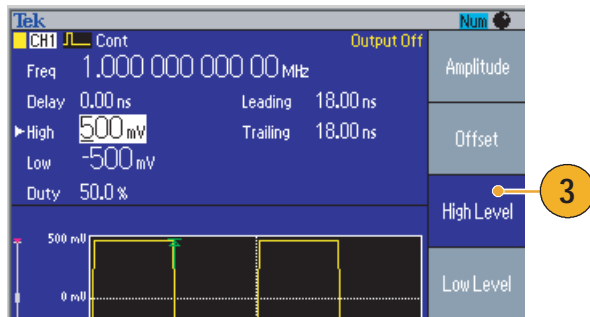 Tek
Num
CH1 Cont Output Off
Freq 1.000 000 000 00 MHz
Delay 0.00 ns Leading 18.00 ns
High 500 mV Trailing 18.00 ns
Low -500 mV
Duty 50.0 %
Amplitude
Offset
High Level
3
Low Level
500 mV
0 mV